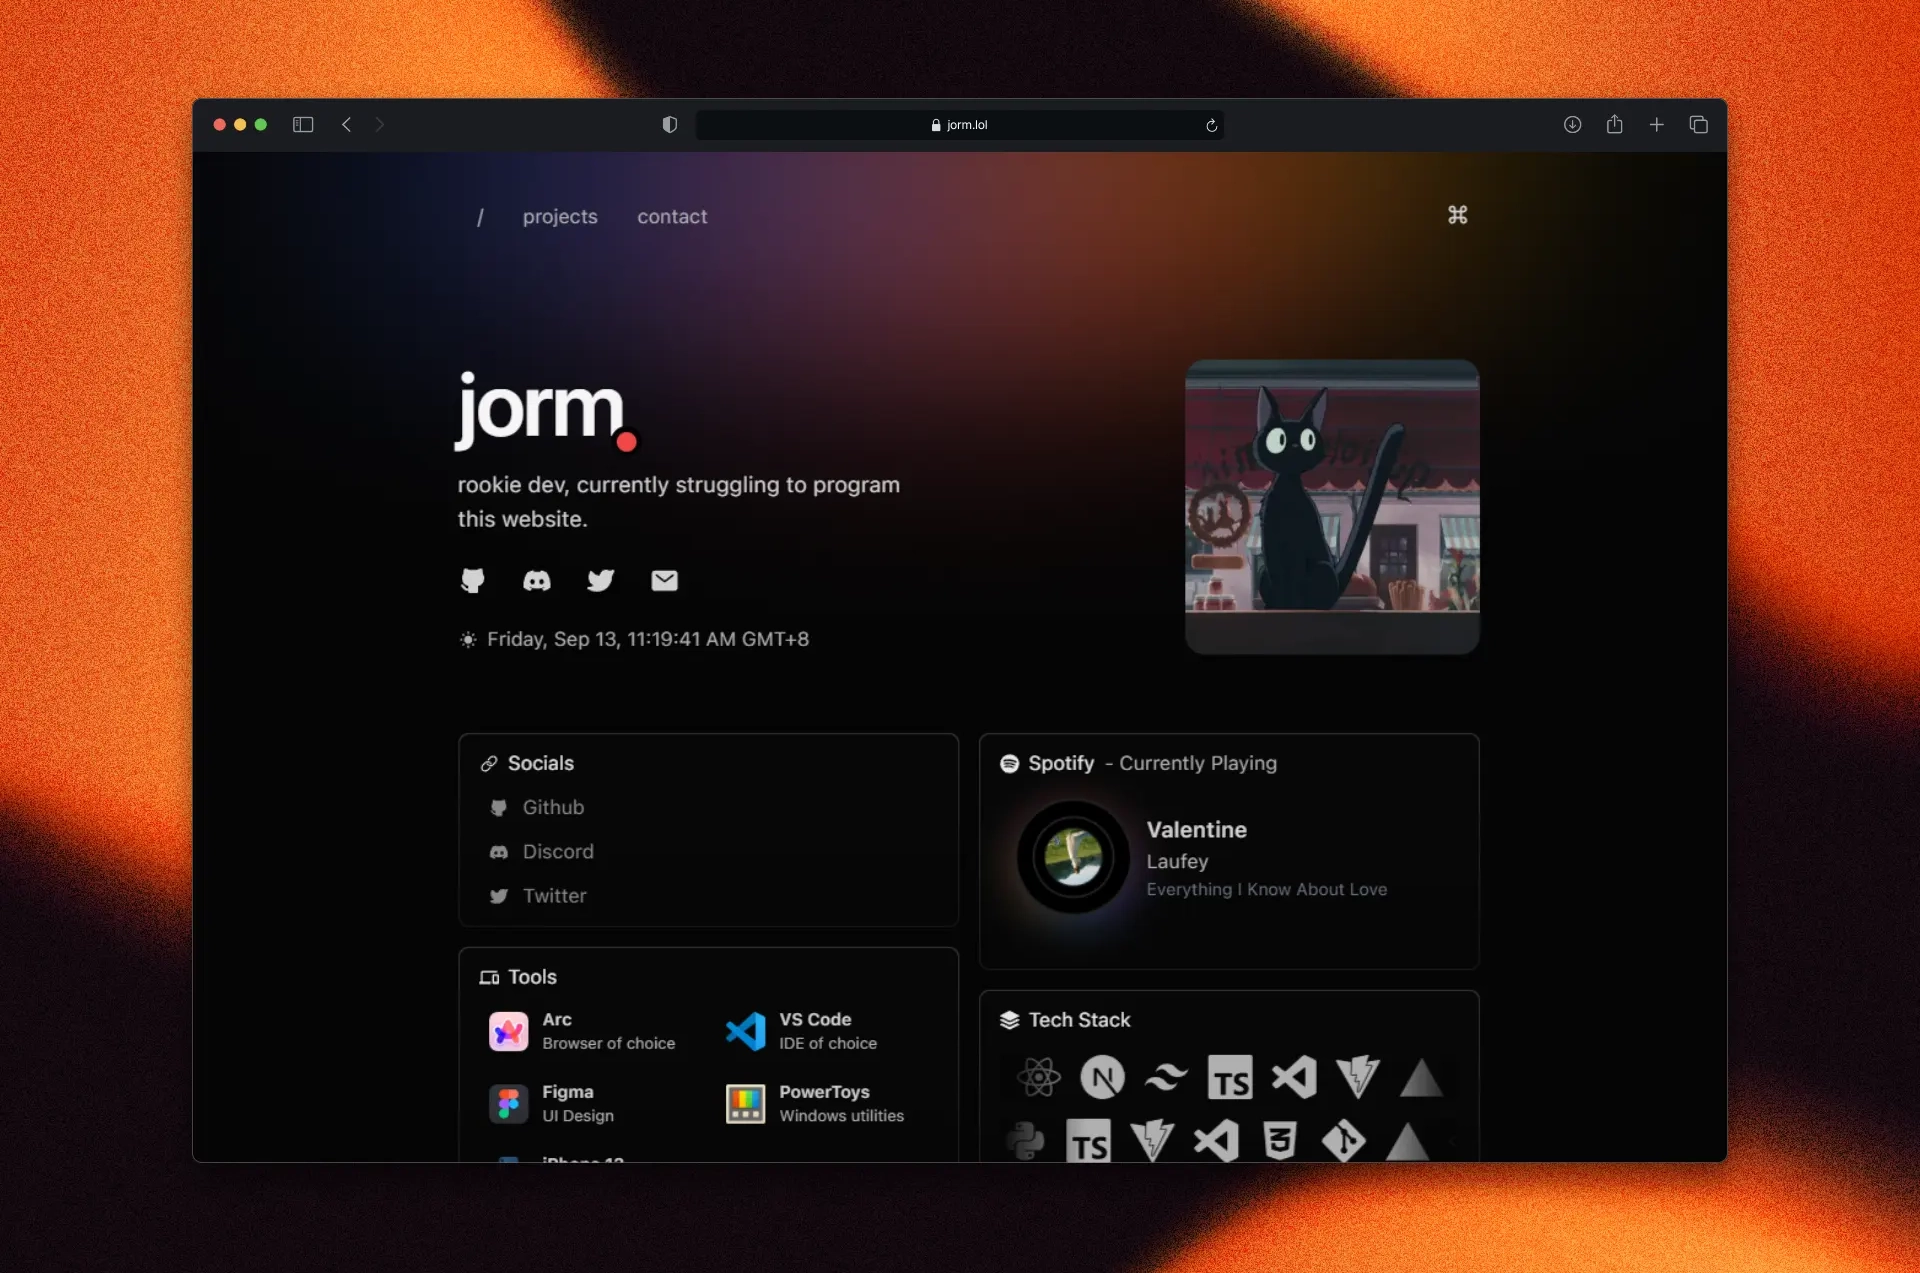 jorm.lol
/ projects contact
jorm
rookie dev, currently struggling to program
this website.
Friday, Sep 13, 11:19:41 AM GMT+8
Socials
Github
Discord
Twitter
Spotify - Currently Playing
Valentine
Laufey
Everything I Know About Love
Tools
Arc
Browser of choice
VS Code
IDE of choice
Figma
UI Design
PowerToys
Windows utilities
Tech Stack
N
TS
TS
3